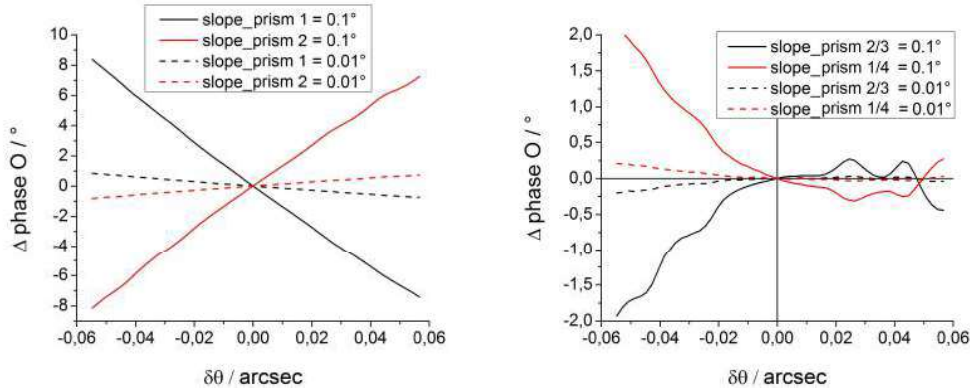 slope_prism 1 = 0.1°
slope_prism 2 = 0.1°
slope_prism 1 = 0.01°
slope_prism 2 = 0.01°
10
8
6
4
2
0
-2
-4
-6
-8
Δ phase O / °
-0,06 -0,04 -0,02 0,00 0,02 0,04 0,06
δθ / arcsec
slope_prism 2/3 = 0.1°
slope_prism 1/4 = 0.1°
slope_prism 2/3 = 0.01°
slope_prism 1/4 = 0.01°
2,0
1,5
1,0
0,5
0,0
-0,5
-1,0
-1,5
-2,0
Δ phase O / °
-0,06 -0,04 -0,02 0,00 0,02 0,04 0,06
δθ / arcsec